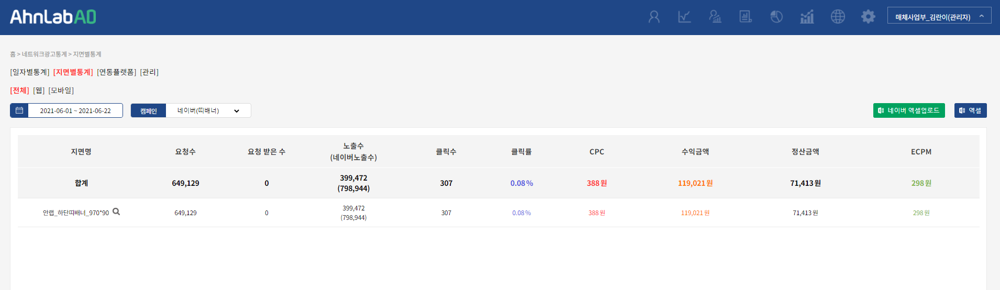 AhnLabAD
매체사업부_김란이(관리자)
홈 > 네트워크광고통계 > 지면별통계
[일자별통계] [지면별통계] [연동플랫폼] [관리]
[전체] [웹] [모바일]
2021-06-01 ~ 2021-06-22 캠페인 네이버(띠배너) 네이버 엑셀업로드 엑셀
지면명 요청수 요청 받은 수 노출수 (네이버노출수) 클릭수 클릭률 CPC 수익금액 정산금액 ECPM
합계 649,129 0 399,472 (798,944) 307 0.08% 388원 119,021원 71,413원 298원
안랩_하단띠배너_970*90 649,129 0 399,472 (798,944) 307 0.08% 388원 119,021원 71,413원 298원